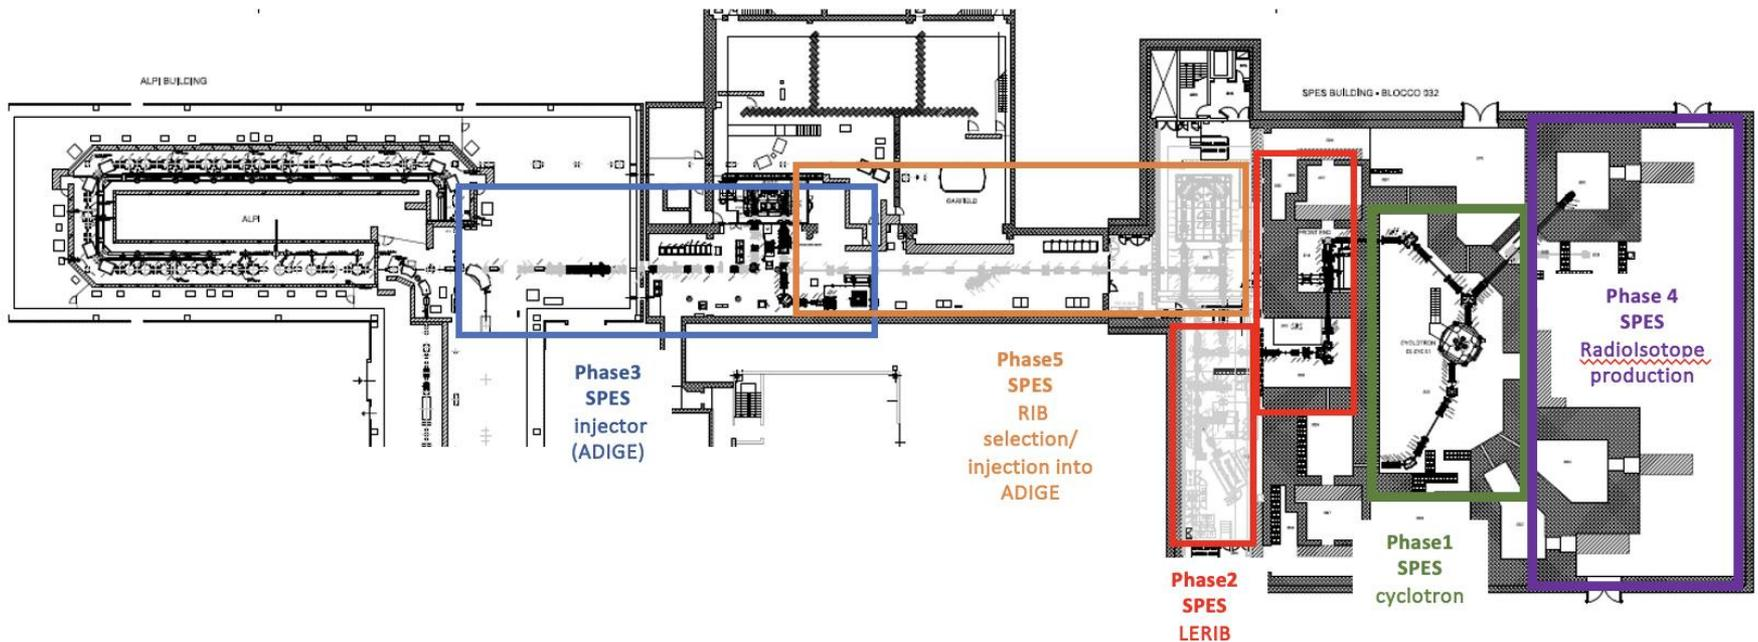 ALPI BUILDING
SPES BUILDING - BLOCCO 032
ALPI
GARFIELD
FRONT END
CYCLOTRON
Phase 4
SPES
RadioIsotope
production
Phase3
SPES
injector
(ADIGE)
Phase5
SPES
RIB
selection/
injection into
ADIGE
Phase1
SPES
cyclotron
Phase2
SPES
LERIB